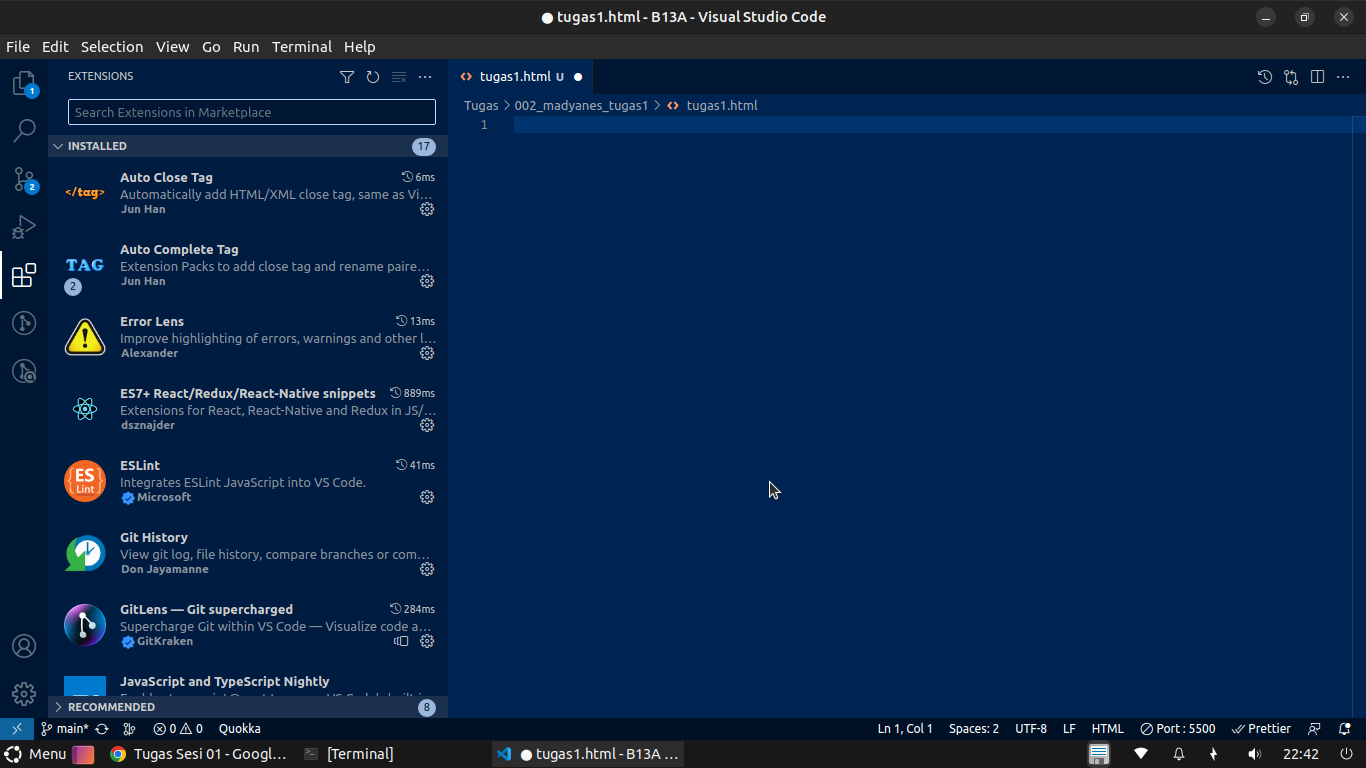 ● tugas1.html - B13A - Visual Studio Code
File Edit Selection View Go Run Terminal Help
EXTENSIONS
Search Extensions in Marketplace
INSTALLED 17
</tag>
Auto Close Tag 6ms
Automatically add HTML/XML close tag, same as Vi...
Jun Han
TAG
2
Auto Complete Tag
Extension Packs to add close tag and rename paire...
Jun Han
Error Lens 13ms
Improve highlighting of errors, warnings and other l...
Alexander
ES7+ React/Redux/React-Native snippets 889ms
Extensions for React, React-Native and Redux in JS/...
dsznajder
{ES}
Lint
ESLint 41ms
Integrates ESLint JavaScript into VS Code.
Microsoft
Git History
View git log, file history, compare branches or com...
Don Jayamanne
GitLens — Git supercharged 284ms
Supercharge Git within VS Code — Visualize code a...
GitKraken
JavaScript and TypeScript Nightly
RECOMMENDED 8
1
2
tugas1.html U ●
Tugas > 002_madyanes_tugas1 > tugas1.html
1
main* 0 0 Quokka
Ln 1, Col 1 Spaces: 2 UTF-8 LF HTML Port : 5500 Prettier
Menu Tugas Sesi 01 - Googl... [Terminal] ● tugas1.html - B13A ... 22:42